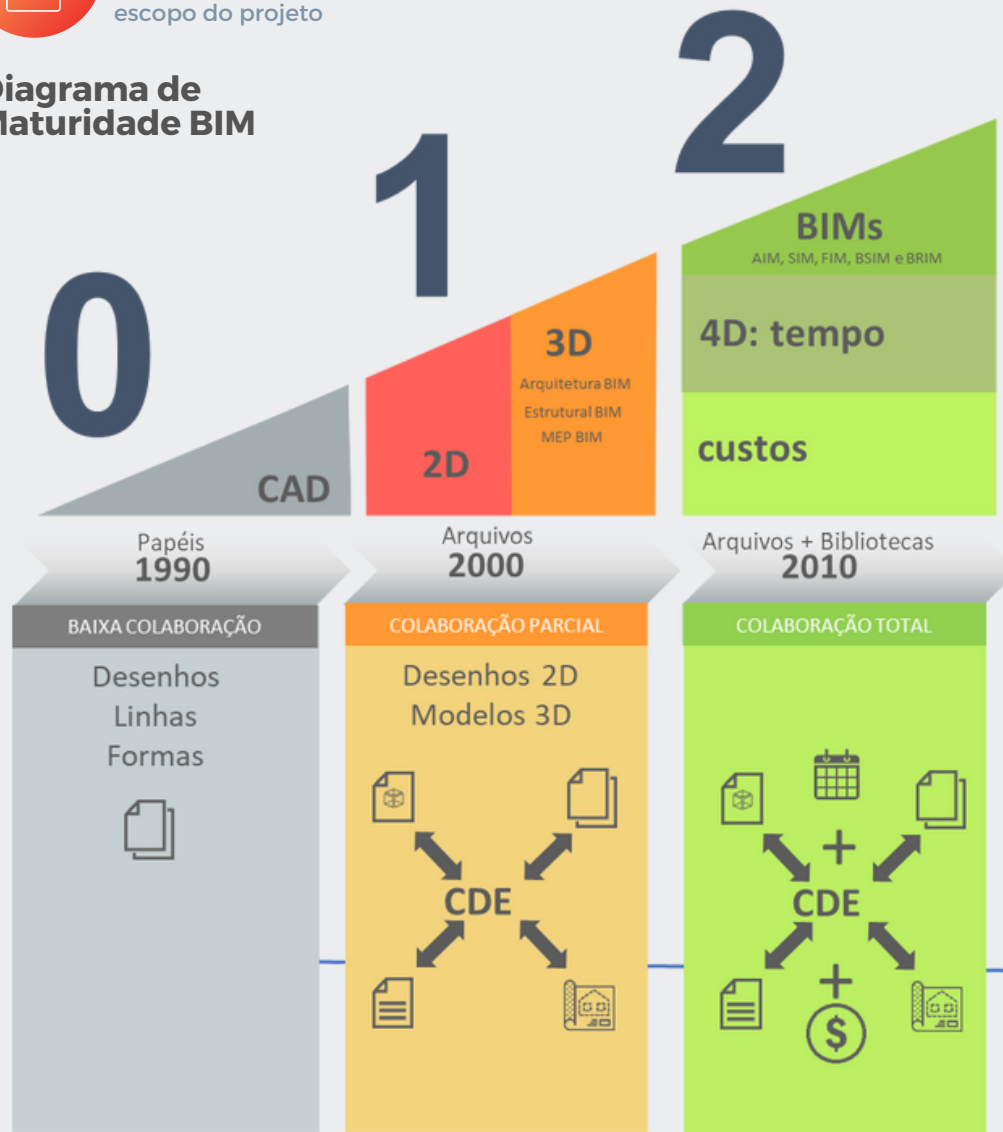 escopo do projeto
Diagrama de
Maturidade BIM
0
1
2
CAD
2D
3D
Arquitetura BIM
Estrutural BIM
MEP BIM
BIMs
AIM, SIM, FIM, BSIM e BRIM
4D: tempo
custos
Papéis
1990
Arquivos
2000
Arquivos + Bibliotecas
2010
BAIXA COLABORAÇÃO
Desenhos
Linhas
Formas
COLABORAÇÃO PARCIAL
Desenhos 2D
Modelos 3D
CDE
COLABORAÇÃO TOTAL
+
CDE
+
$